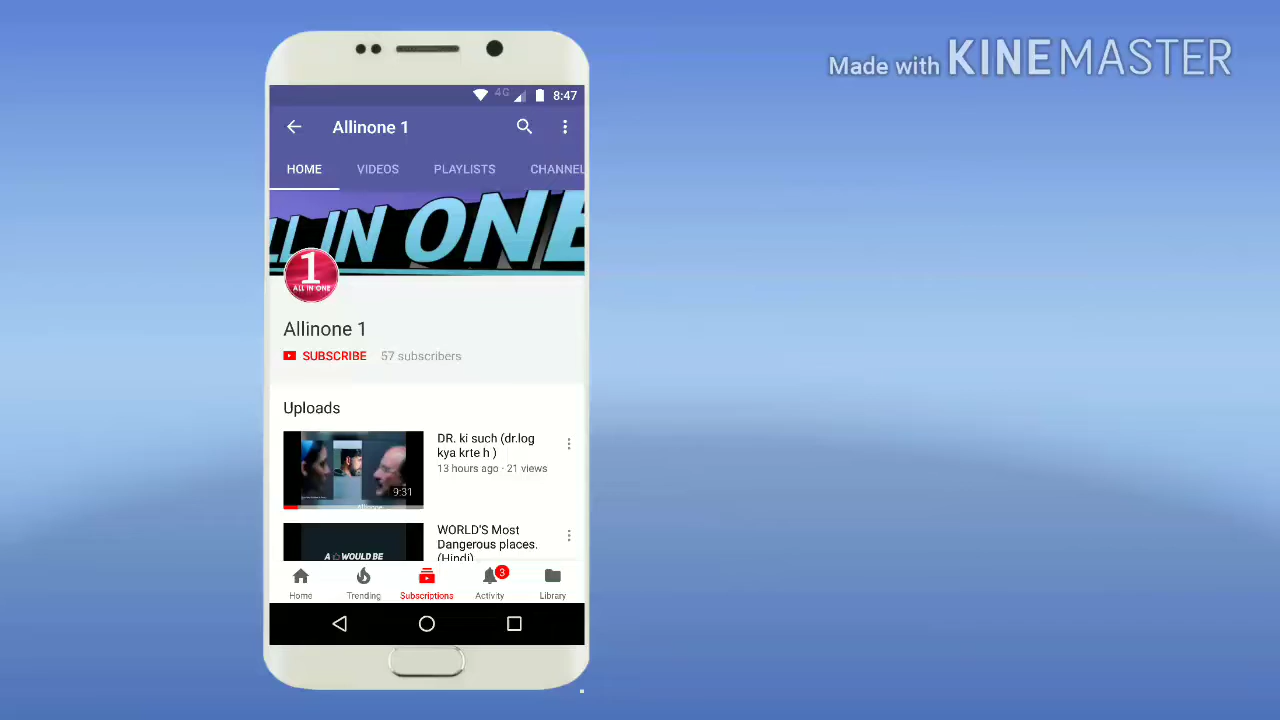 Made with KINEMASTER
4G 8:47
Allinone 1
HOME VIDEOS PLAYLISTS CHANNEL
ALL IN ONE
1
ALL IN ONE
Allinone 1
SUBSCRIBE 57 subscribers
Uploads
DR. ki such (dr.log
kya krte h )
13 hours ago · 21 views
9:31
Allinone
WORLD'S Most
Dangerous places.
(Hindi)
A WOULD BE
Home Trending Subscriptions Activity 3 Library